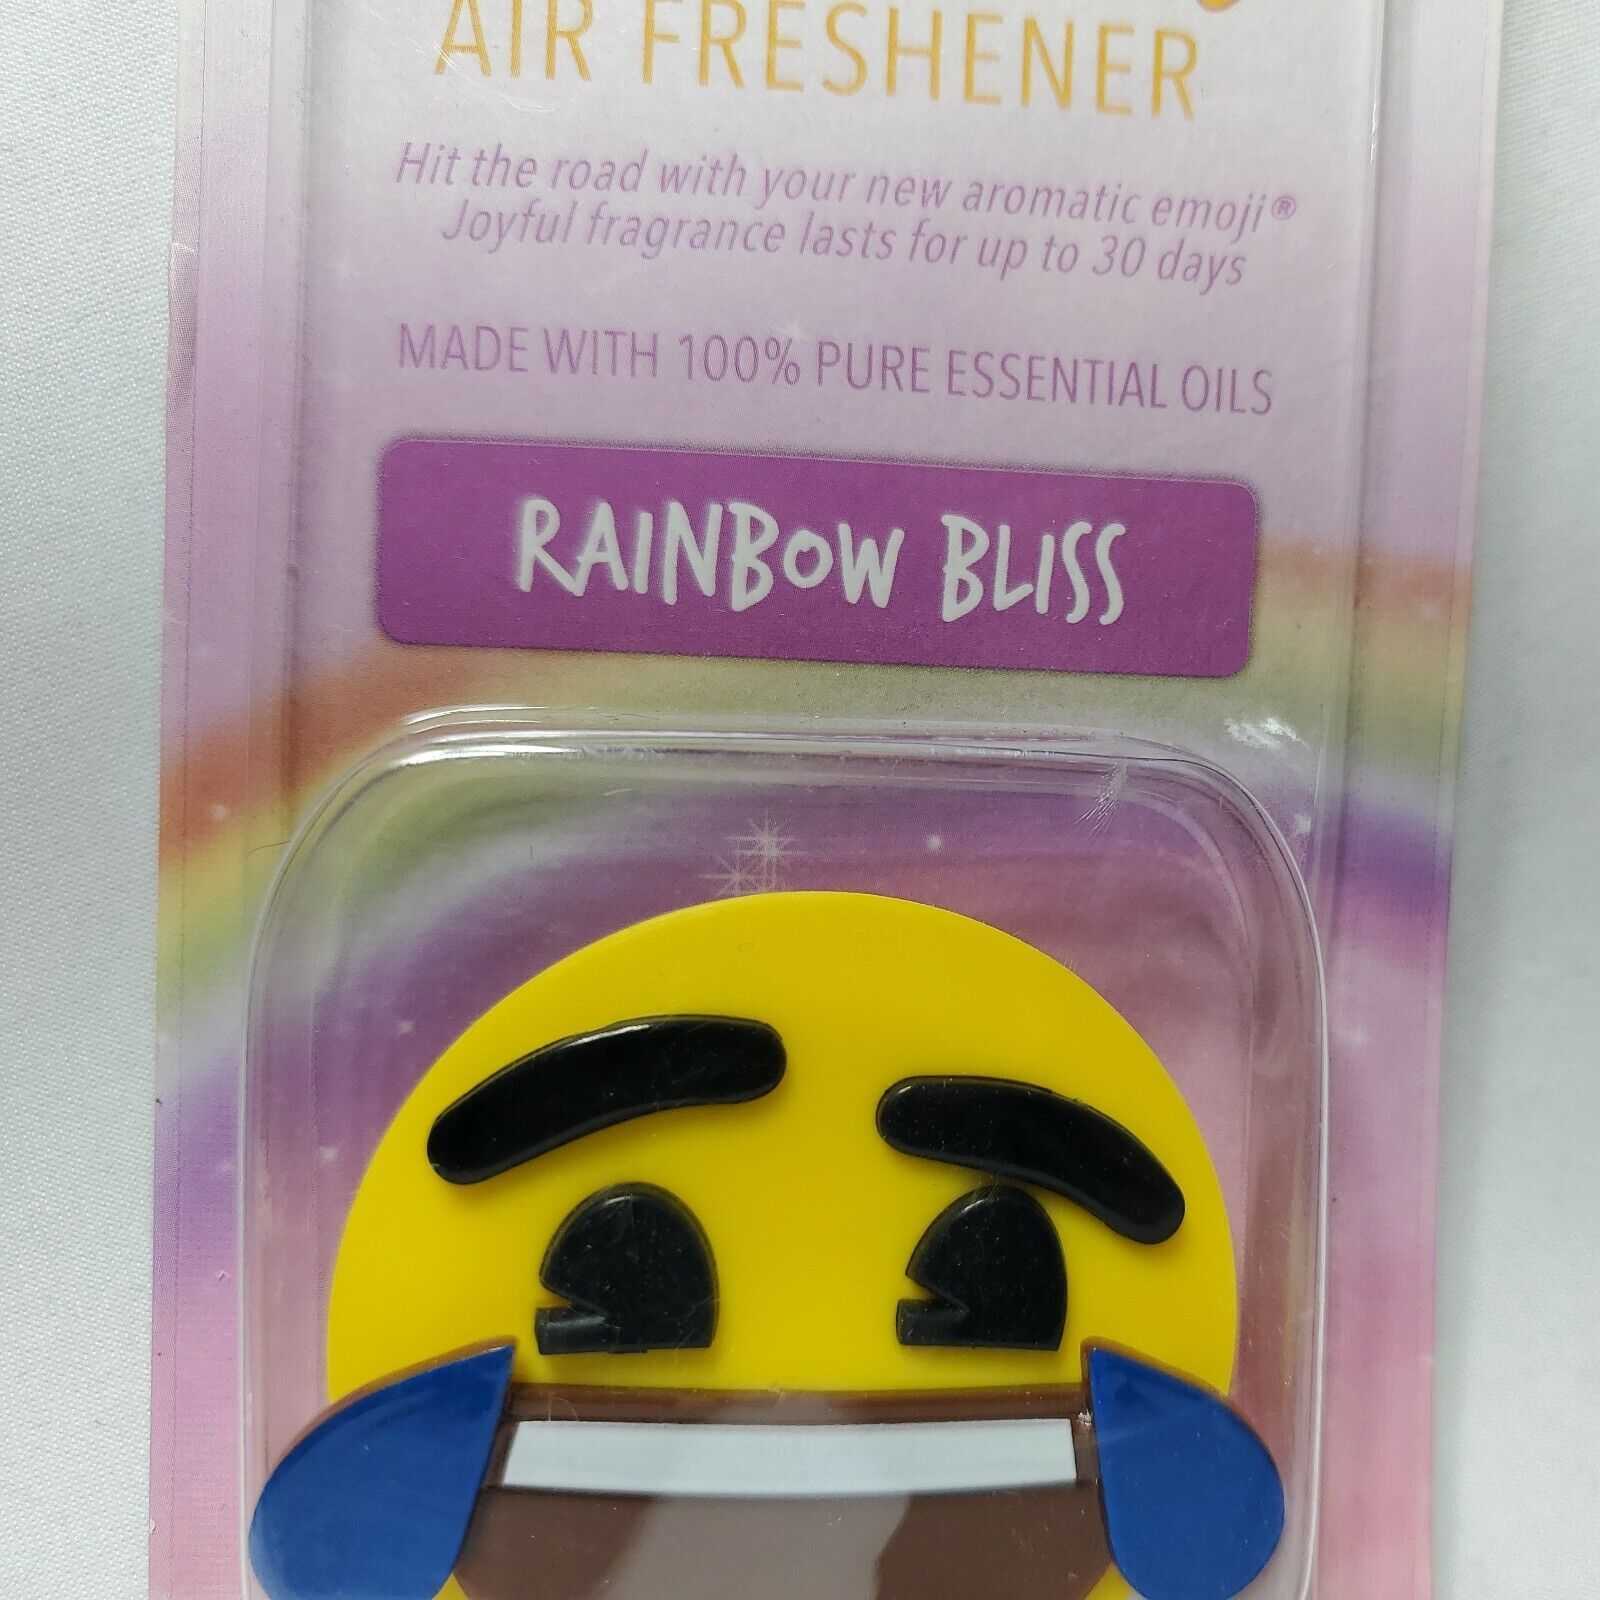 AIR FRESHENER
Hit the road with your new aromatic emoji®
Joyful fragrance lasts for up to 30 days
MADE WITH 100% PURE ESSENTIAL OILS
RAINBOW BLISS